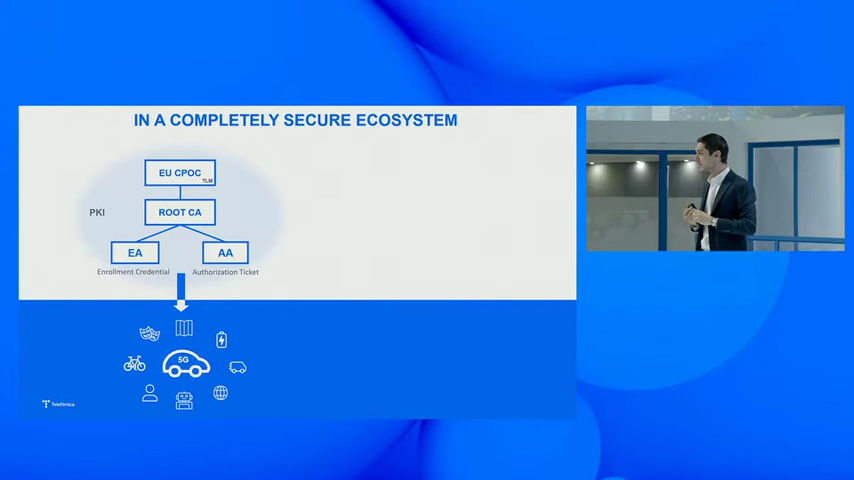 IN A COMPLETELY SECURE ECOSYSTEM
EU CPOC
TLM
PKI
ROOT CA
EA
AA
Enrollment Credential
Authorization Ticket
5G
Telefónica